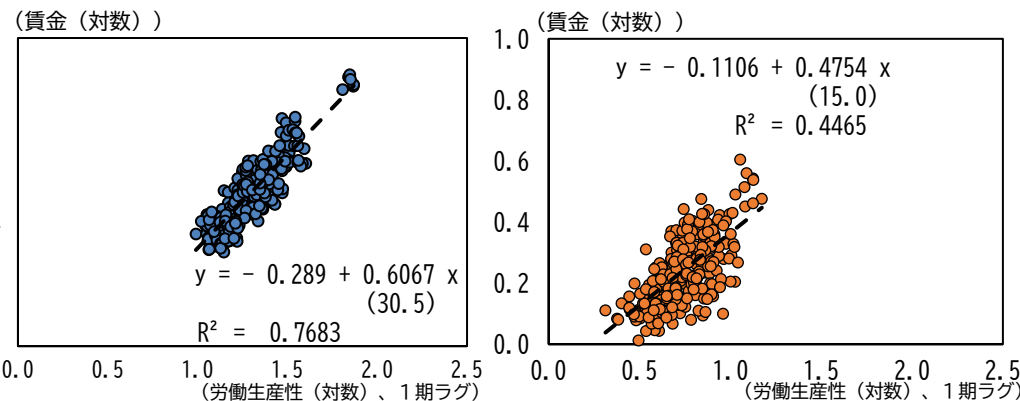 （賃金（対数））
y = − 0.289 + 0.6067 x
(30.5)
R² = 0.7683
0.0 0.5 1.0 1.5 2.0 2.5
（労働生産性（対数）、１期ラグ）
（賃金（対数））
1.0
0.8
0.6
0.4
0.2
0.0
y = − 0.1106 + 0.4754 x
(15.0)
R² = 0.4465
0.0 0.5 1.0 1.5 2.0 2.5
（労働生産性（対数）、１期ラグ）